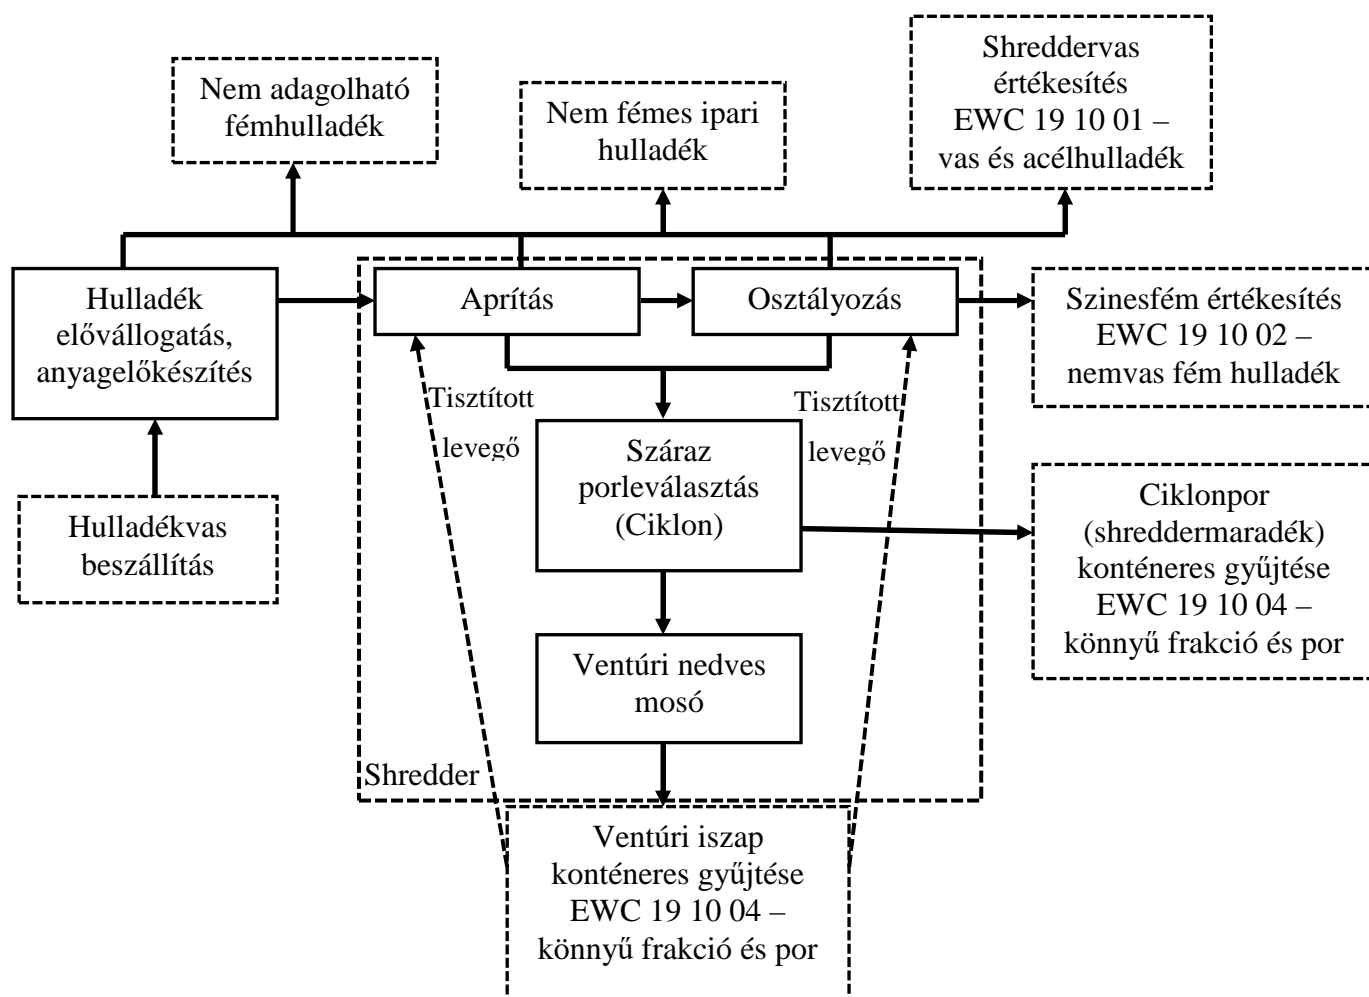 Shreddervas
értékesítés
EWC 19 10 01 –
vas és acélhulladék
Nem adagolható
fémhulladék
Nem fémes ipari
hulladék
Hulladék
elővállogatás,
anyagelőkészítés
Aprítás
Osztályozás
Szinesfém értékesítés
EWC 19 10 02 –
nemvas fém hulladék
Tisztított
levegő
Tisztított
levegő
Száraz
porleválasztás
(Ciklon)
Hulladékvas
beszállítás
Ciklonpor
(shreddermaradék)
konténeres gyűjtése
EWC 19 10 04 –
könnyű frakció és por
Ventúri nedves
mosó
Shredder
Ventúri iszap
konténeres gyűjtése
EWC 19 10 04 –
könnyű frakció és por